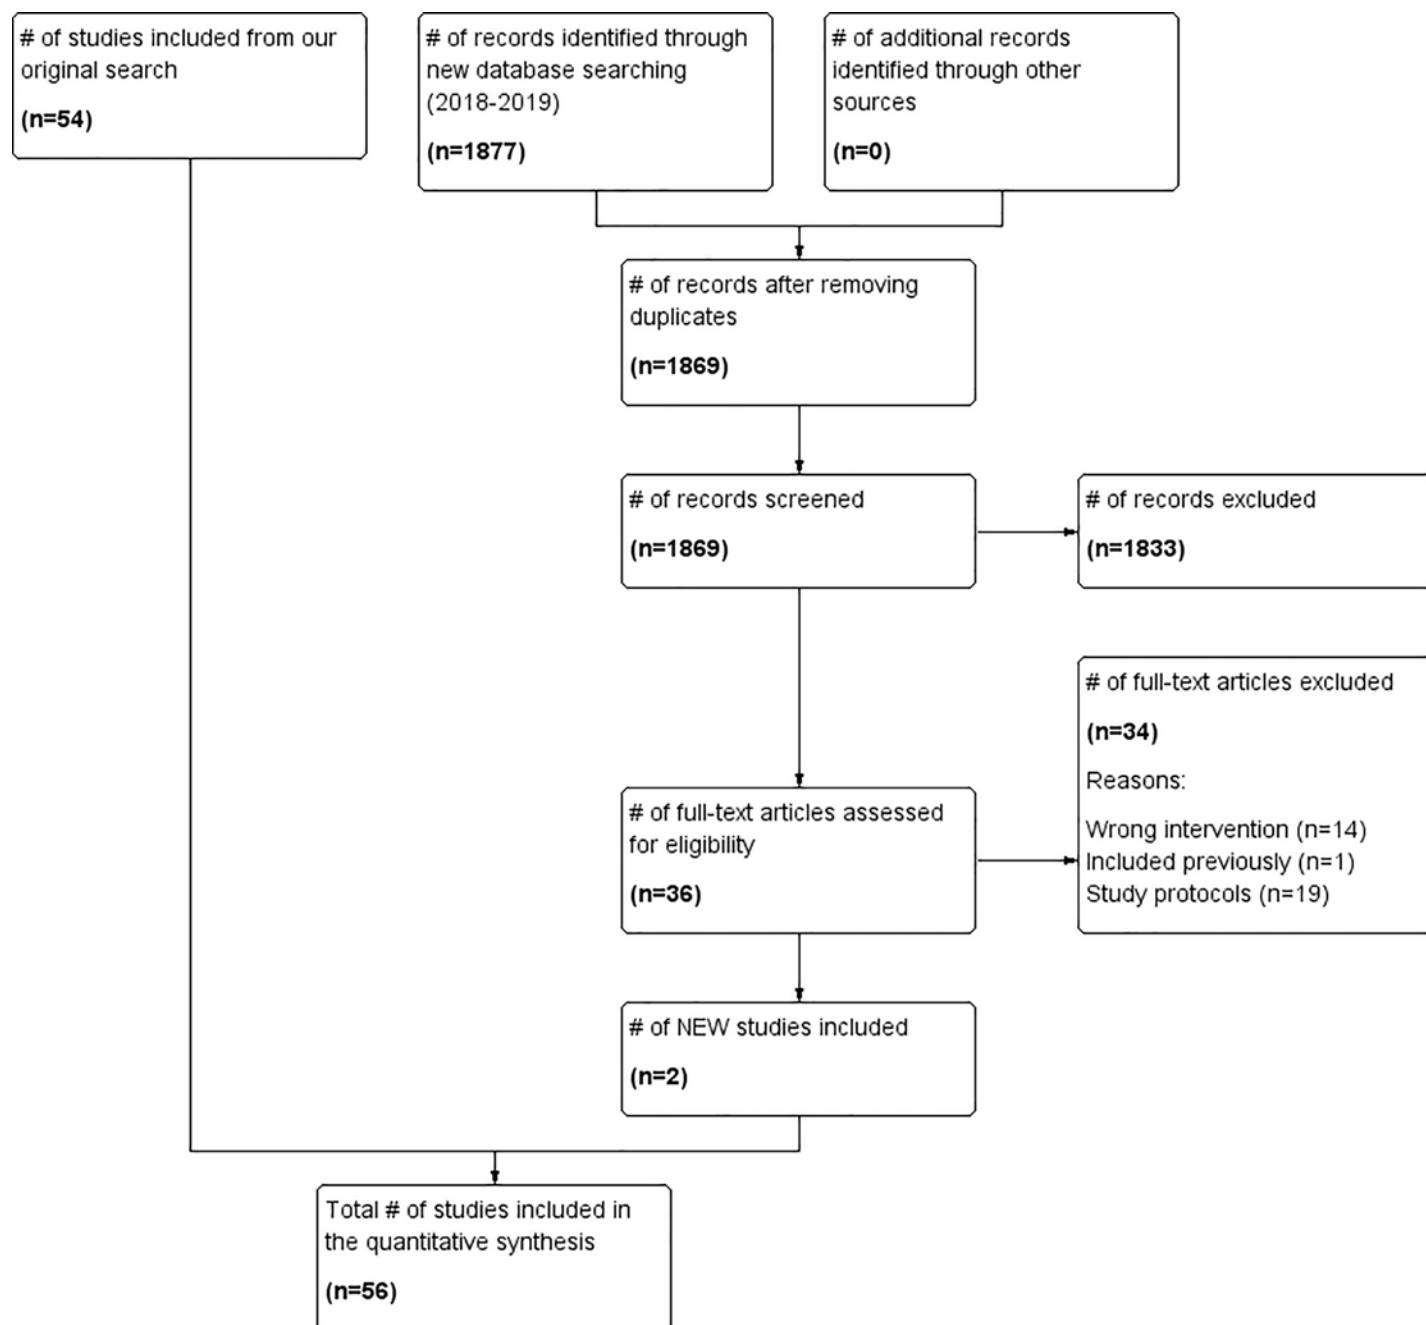 # of studies included from our
original search
(n=54)
# of records identified through
new database searching
(2018-2019)
(n=1877)
# of additional records
identified through other
sources
(n=0)
# of records after removing
duplicates
(n=1869)
# of records screened
(n=1869)
# of records excluded
(n=1833)
# of full-text articles excluded
(n=34)
Reasons:
Wrong intervention (n=14)
Included previously (n=1)
Study protocols (n=19)
# of full-text articles assessed
for eligibility
(n=36)
# of NEW studies included
(n=2)
Total # of studies included in
the quantitative synthesis
(n=56)